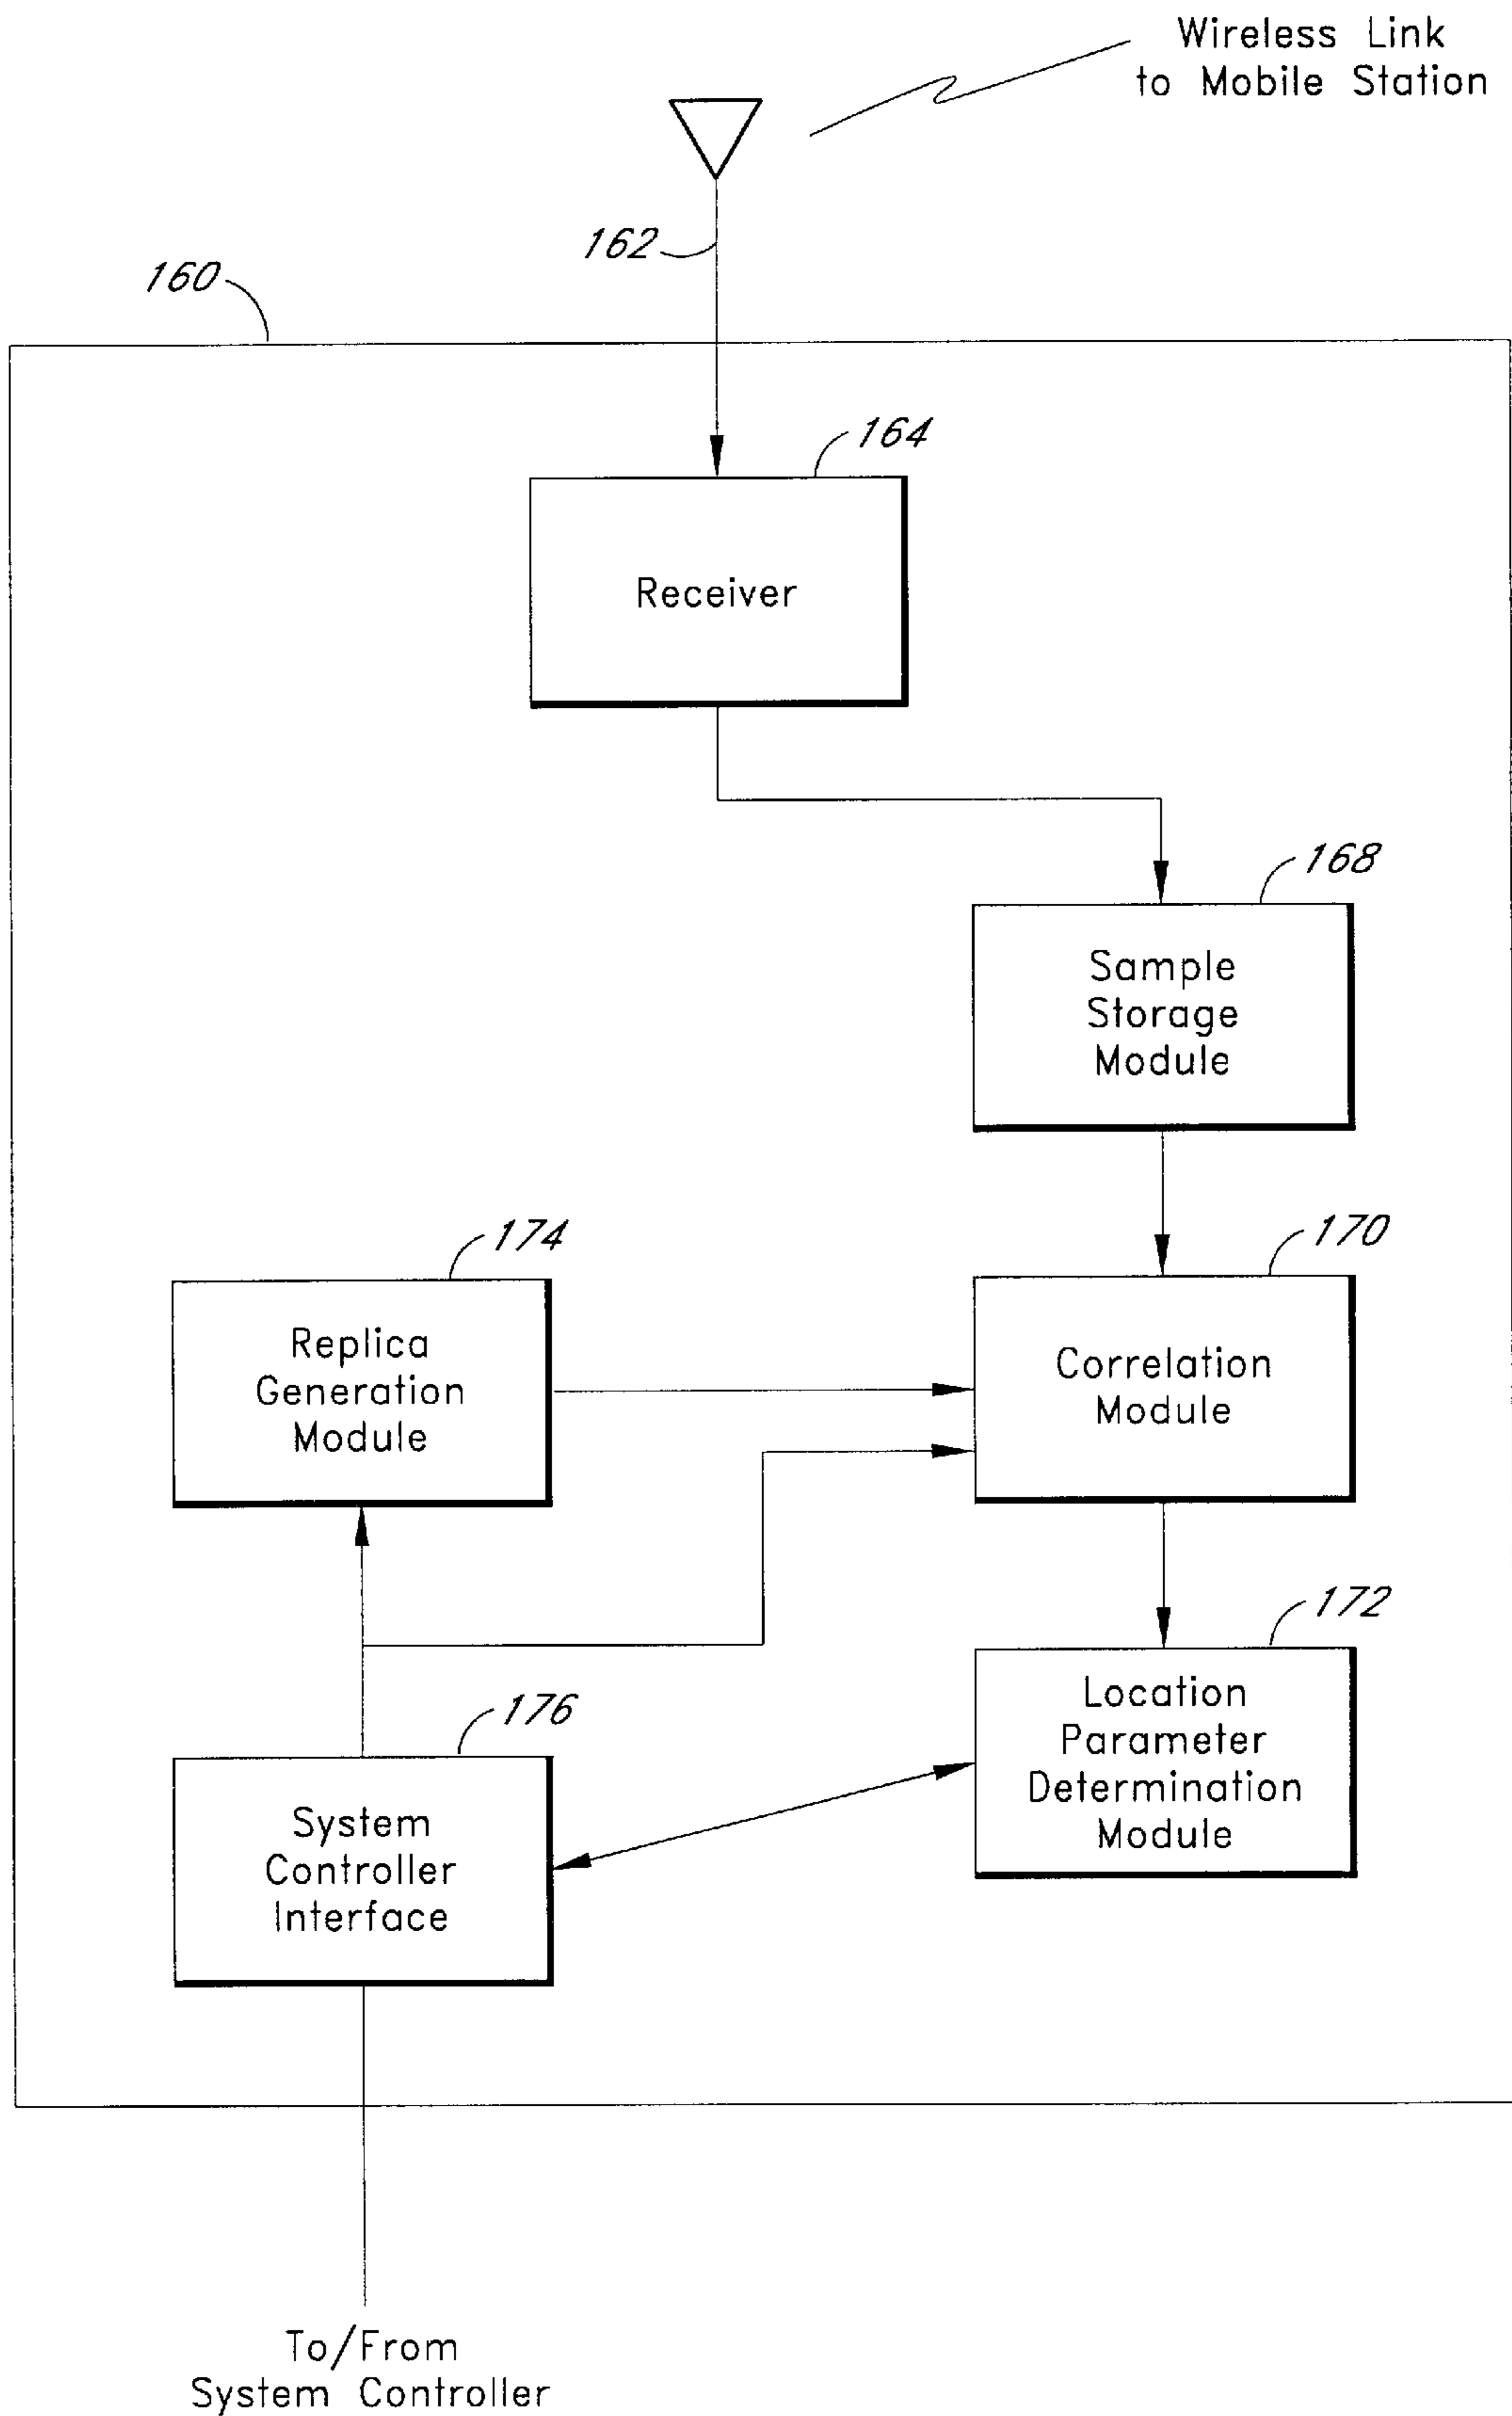 Wireless Link
to Mobile Station
162
160
164
Receiver
168
Sample
Storage
Module
174
170
Replica
Generation
Module
Correlation
Module
172
176
Location
Parameter
Determination
Module
System
Controller
Interface
To/From
System Controller